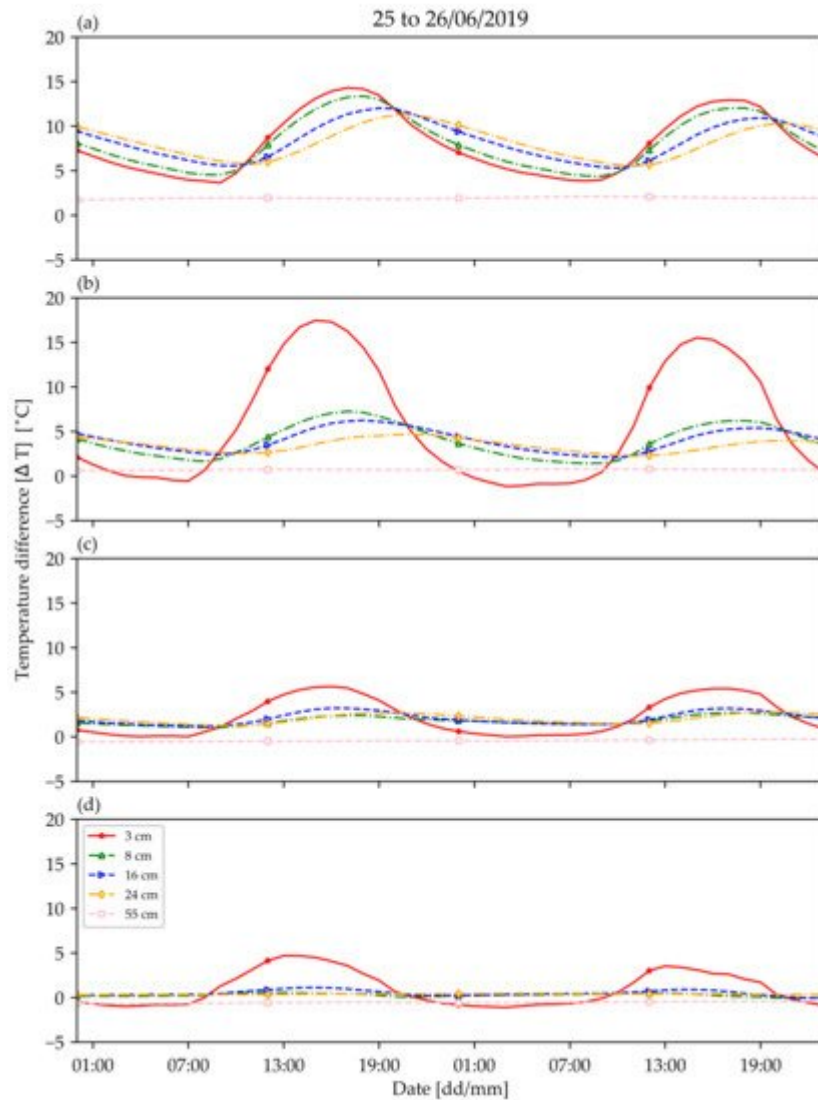 25 to 26/06/2019
(a)
20
15
10
5
0
−5
(b)
20
15
10
5
0
−5
(c)
20
15
10
5
0
−5
(d)
20
15
10
5
0
−5
Temperature difference [Δ T] [°C]
3 cm
8 cm
16 cm
24 cm
55 cm
01:00 07:00 13:00 19:00 01:00 07:00 13:00 19:00
Date [dd/mm]